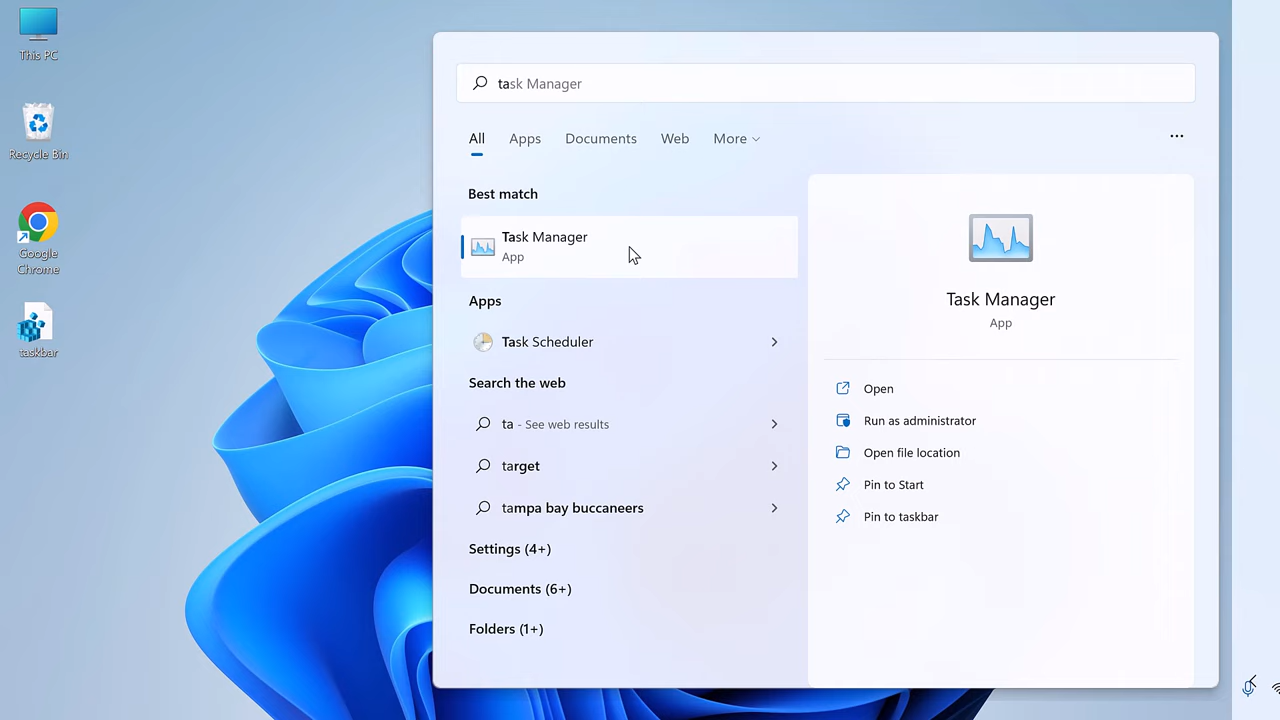 This PC
Recycle Bin
Google
Chrome
taskbar
task Manager
All Apps Documents Web More
Best match
Task Manager
App
Apps
Task Scheduler
Search the web
ta - See web results
target
tampa bay buccaneers
Settings (4+)
Documents (6+)
Folders (1+)
Task Manager
App
Open
Run as administrator
Open file location
Pin to Start
Pin to taskbar